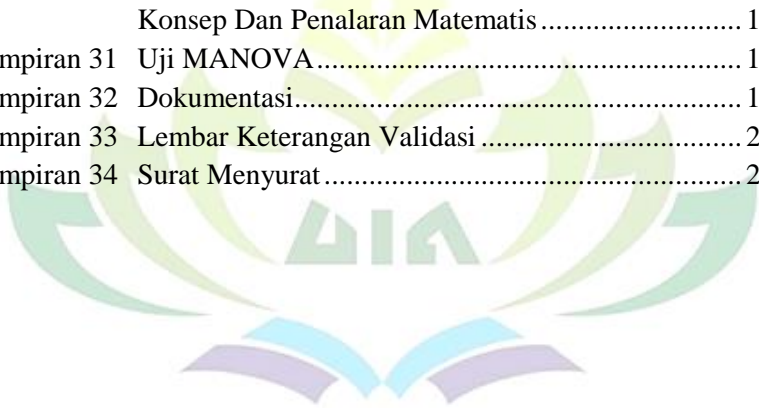 Konsep Dan Penalaran Matematis ........................ 1
mpiran 31 Uji MANOVA ........................................................ 1
mpiran 32 Dokumentasi ........................................................... 1
mpiran 33 Lembar Keterangan Validasi ................................ 2
mpiran 34 Surat Menyurat ....................................................... 2
UIN